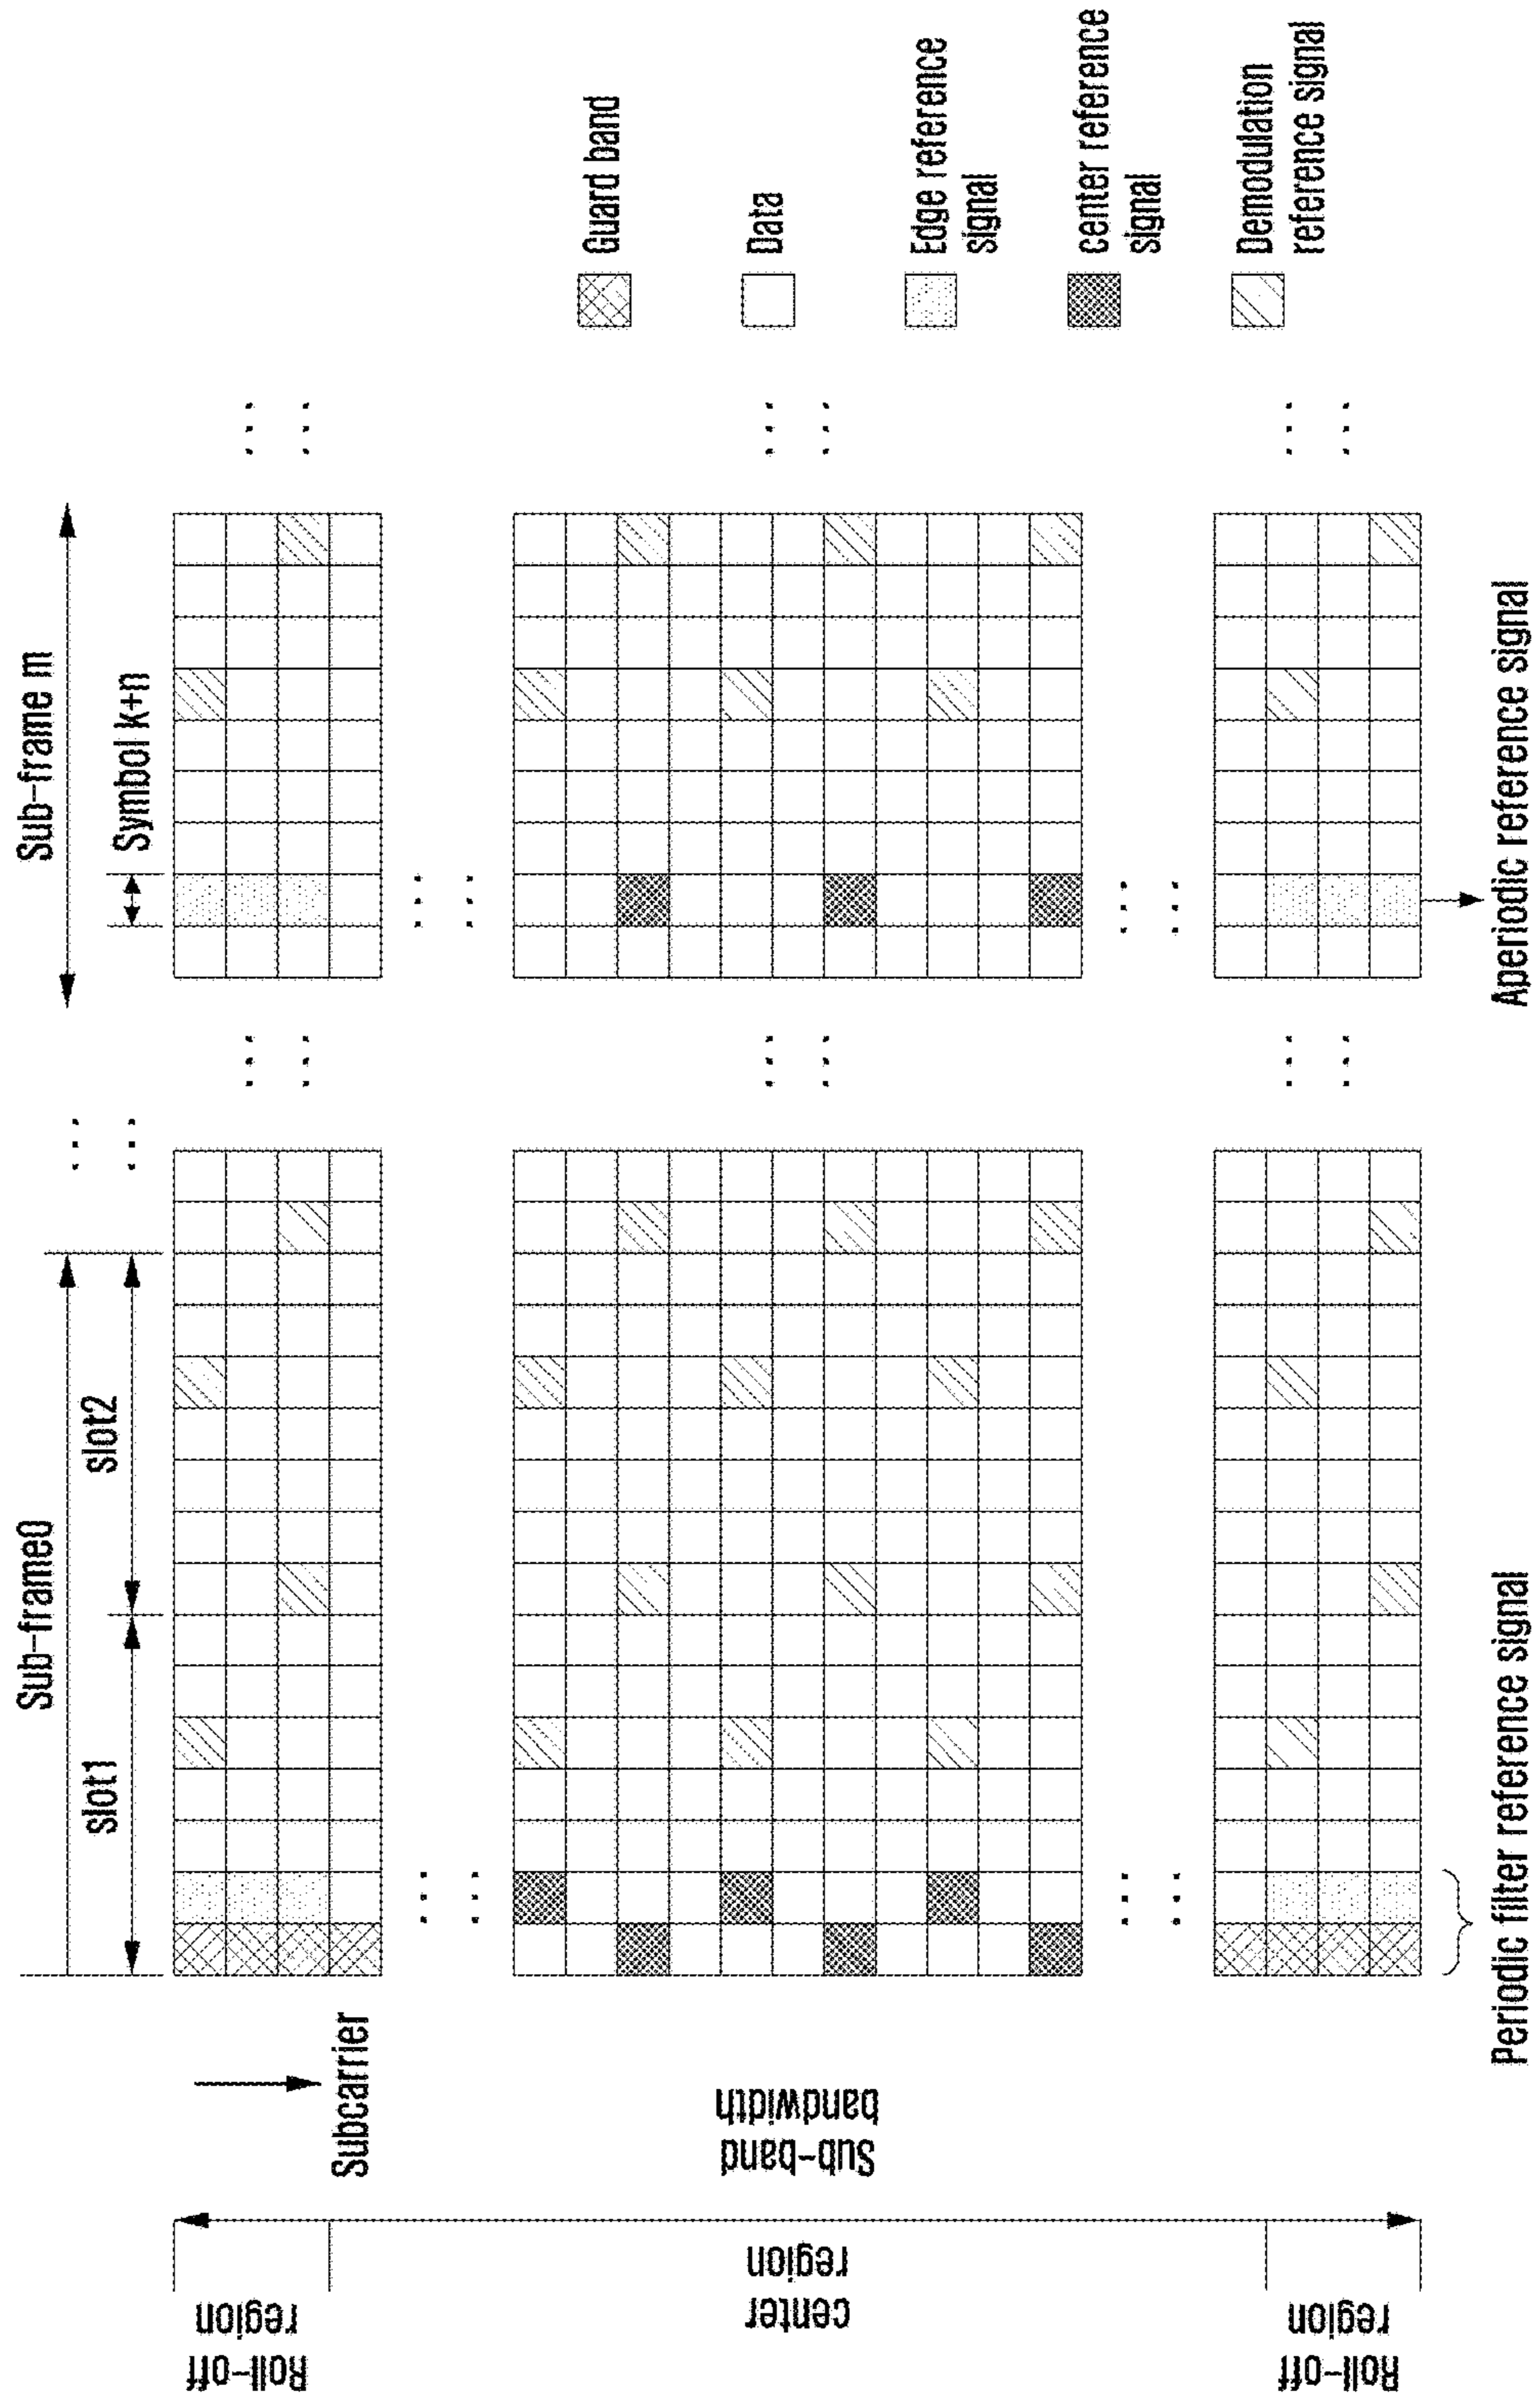 Sub-frame0
Sub-frame m
slot1
slot2
Symbol k+n
Subcarrier
Roll-off
region
center
region
Sub-band
bandwidth
Roll-off
region
Periodic filter reference signal
Aperiodic reference signal
Guard band
Data
Edge reference
signal
center reference
signal
Demodulation
reference signal